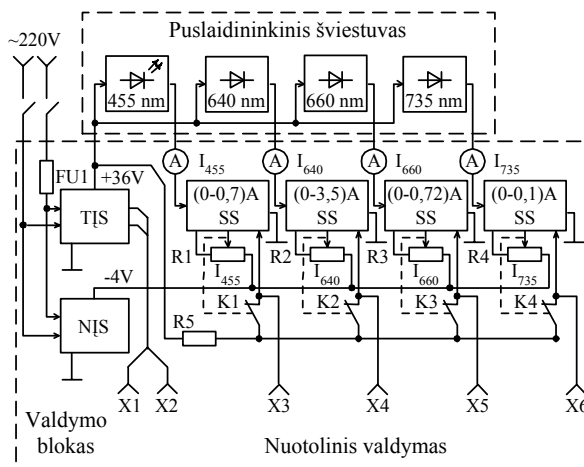 Puslaidininkinis šviestuvas
~220V
455 nm
640 nm
660 nm
735 nm
FU1
+36V
A
I455
A
I640
A
I660
A
I735
TĮS
(0-0,7)A
SS
(0-3,5)A
SS
(0-0,72)A
SS
(0-0,1)A
SS
R1
R2
R3
R4
I455
I640
I660
I735
-4V
K1
K2
K3
K4
NĮS
R5
X1
X2
X3
X4
X5
X6
Valdymo
blokas
Nuotolinis valdymas